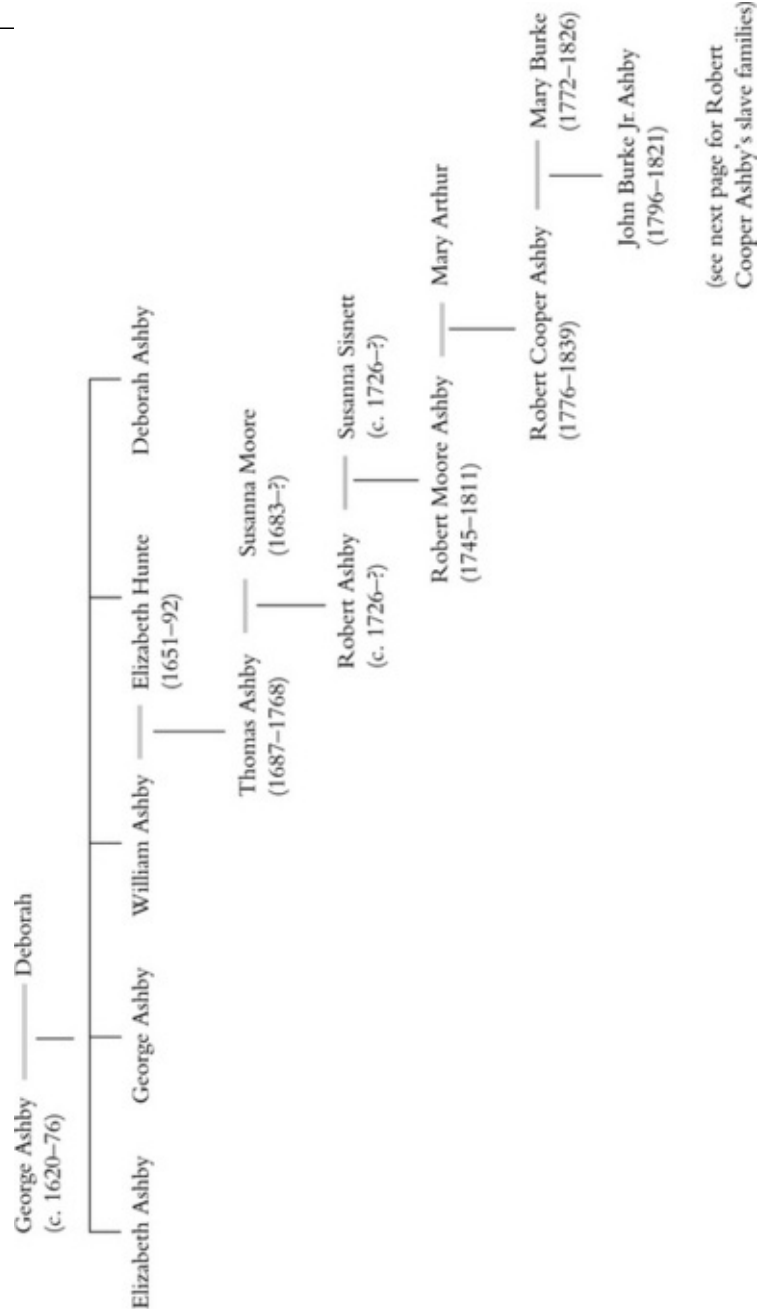 George Ashby Deborah
(c. 1620–76)
Elizabeth Ashby George Ashby William Ashby Elizabeth Hunte Deborah Ashby
(1651–92)
Thomas Ashby Susanna Moore
(1687–1768) (1683–?)
Robert Ashby Susanna Sisnett
(c. 1726–?) (c. 1726–?)
Robert Moore Ashby Mary Arthur
(1745–1811)
Robert Cooper Ashby Mary Burke
(1776–1839) (1772–1826)
John Burke Jr. Ashby
(1796–1821)
(see next page for Robert
Cooper Ashby's slave families)